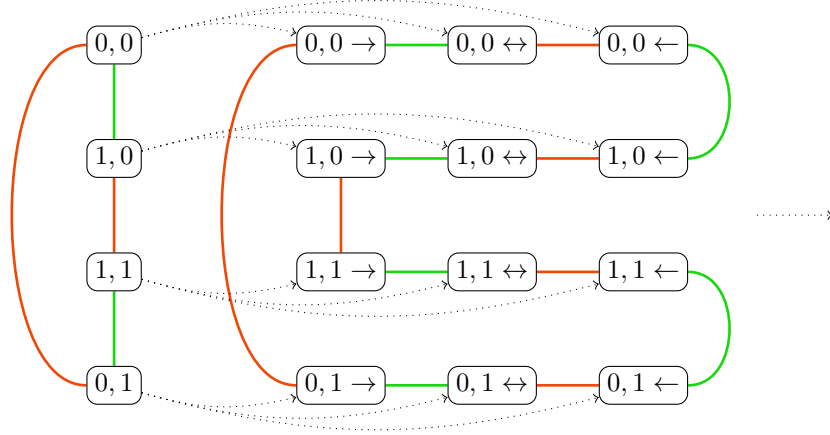 0, 0 0, 0 → 0, 0 ↔ 0, 0 ←
1, 0 1, 0 → 1, 0 ↔ 1, 0 ←
1, 1 1, 1 → 1, 1 ↔ 1, 1 ←
0, 1 0, 1 → 0, 1 ↔ 0, 1 ←